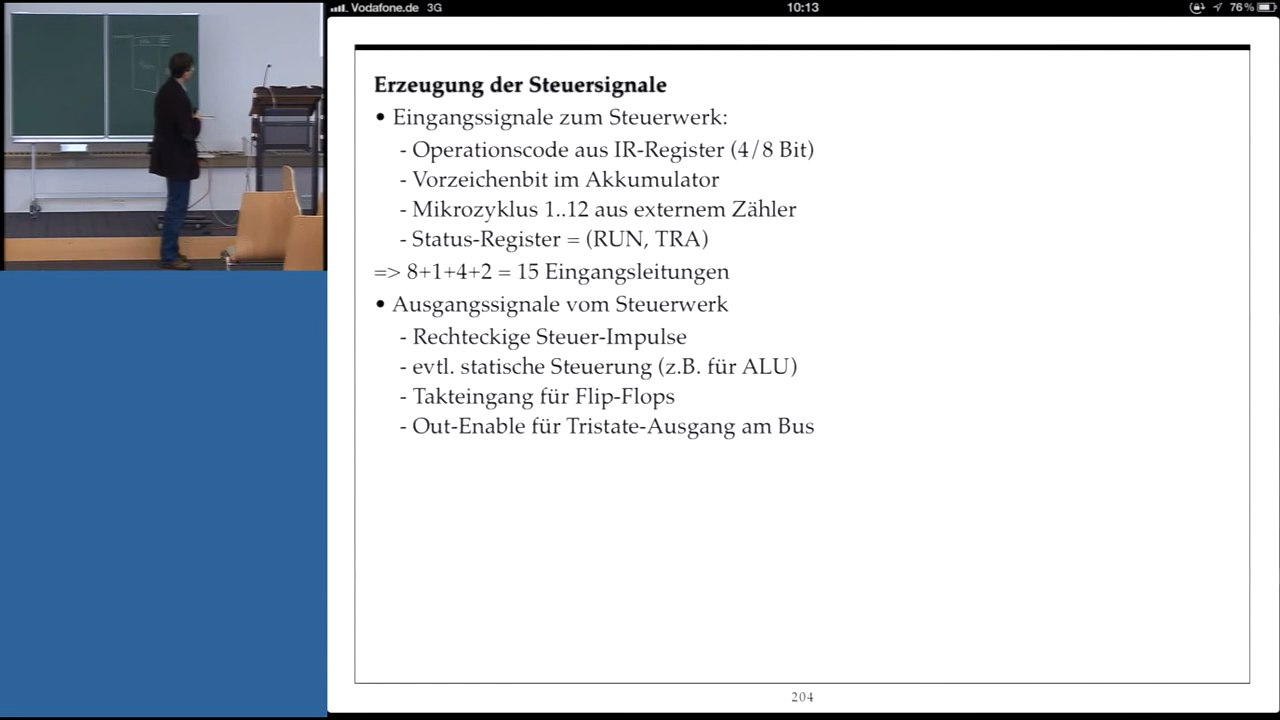 Vodafone.de 3G 10:13 76%
Erzeugung der Steuersignale
• Eingangssignale zum Steuerwerk:
- Operationscode aus IR-Register (4/8 Bit)
- Vorzeichenbit im Akkumulator
- Mikrozyklus 1..12 aus externem Zähler
- Status-Register = (RUN, TRA)
=> 8+1+4+2 = 15 Eingangsleitungen
• Ausgangssignale vom Steuerwerk
- Rechteckige Steuer-Impulse
- evtl. statische Steuerung (z.B. für ALU)
- Takteingang für Flip-Flops
- Out-Enable für Tristate-Ausgang am Bus
204